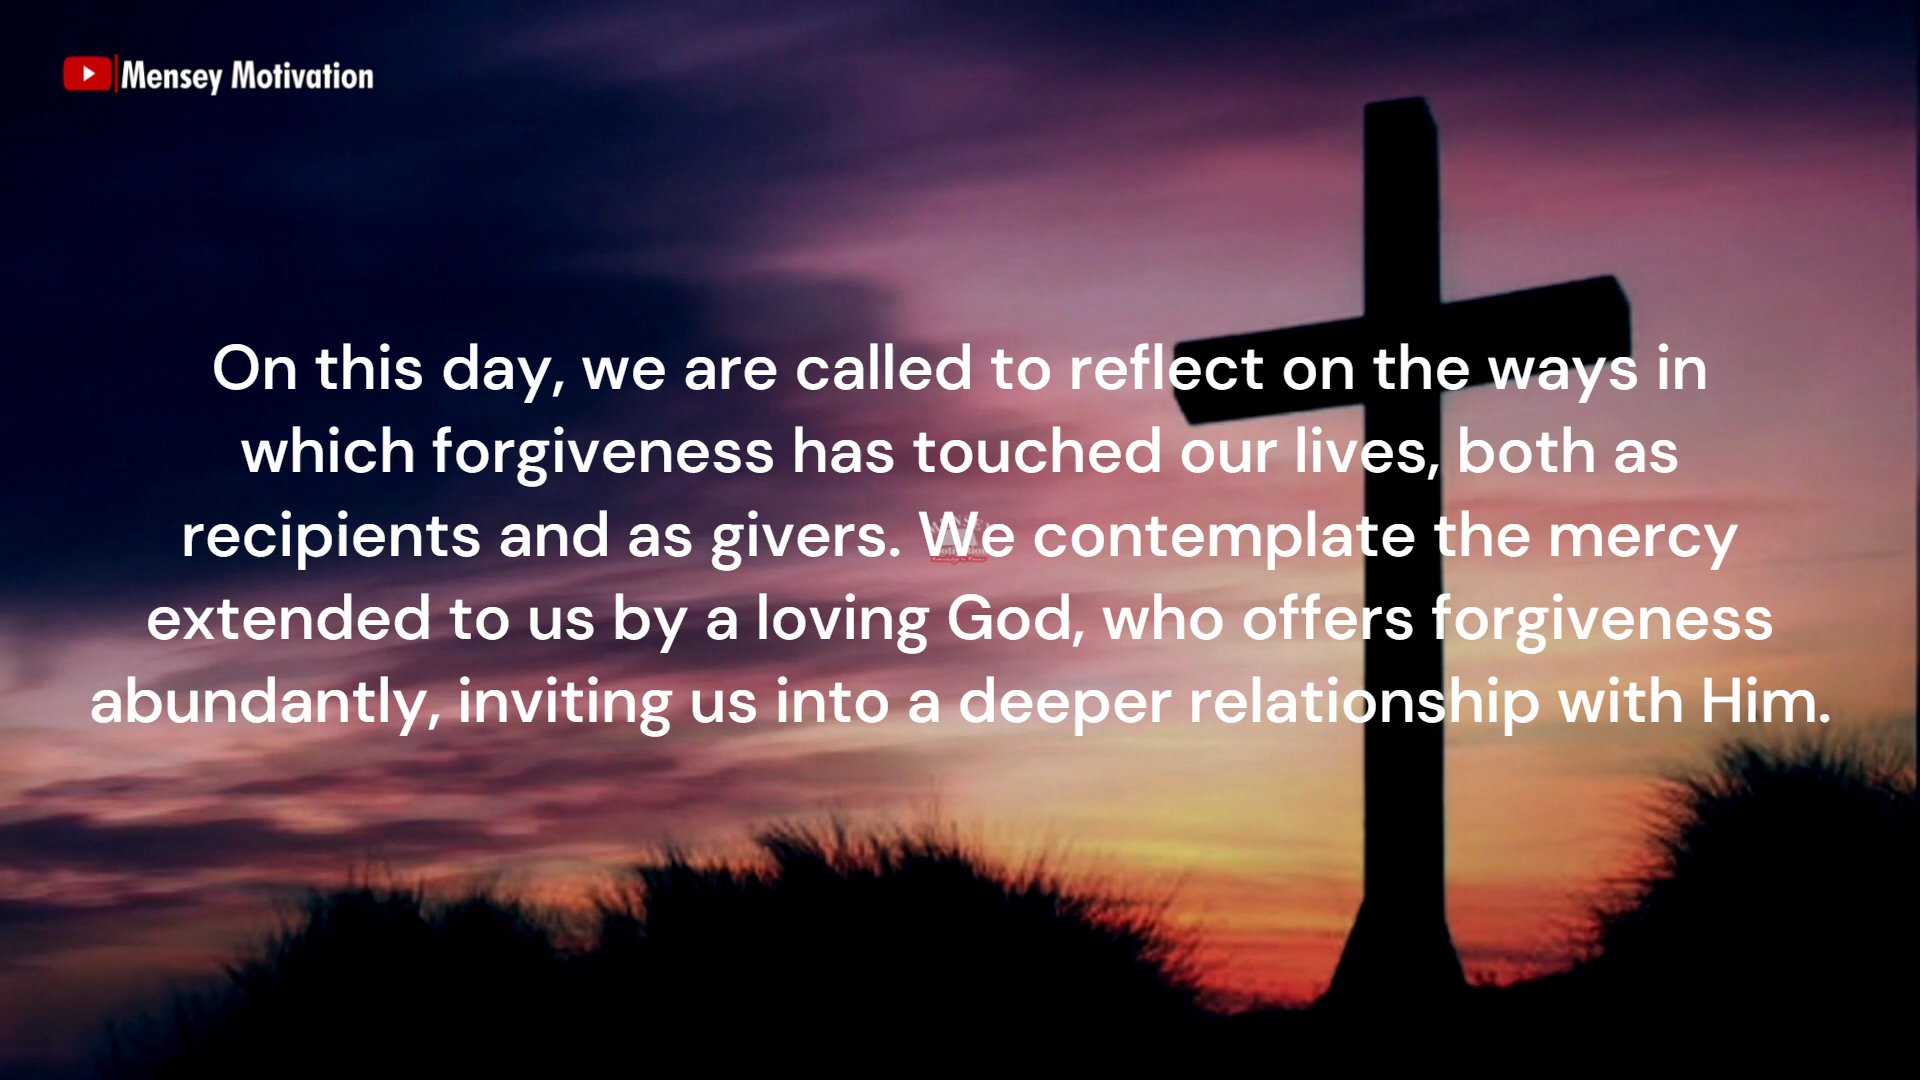 Mensey Motivation
On this day, we are called to reflect on the ways in
which forgiveness has touched our lives, both as
recipients and as givers. We contemplate the mercy
extended to us by a loving God, who offers forgiveness
abundantly, inviting us into a deeper relationship with Him.